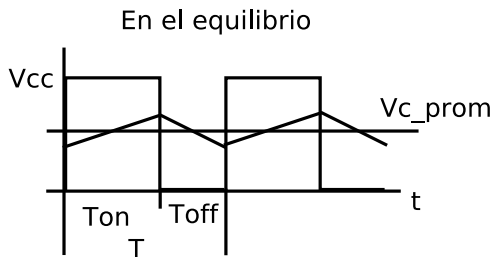 En el equilibrio
Vcc
Vc_prom
t
Ton
Toff
T